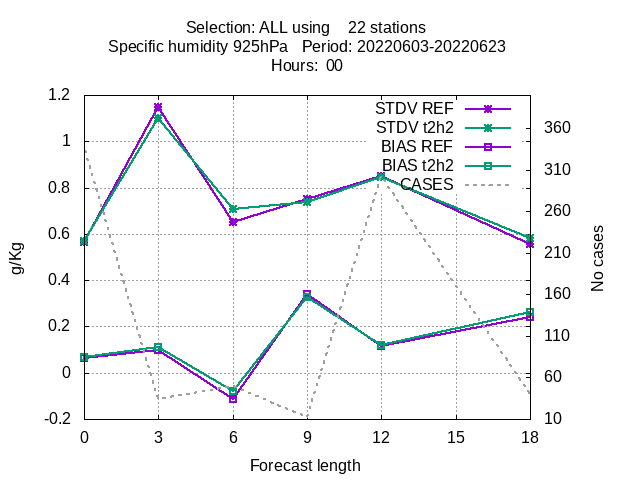 Selection: ALL using    22 stations
Specific humidity 925hPa   Period: 20220603-20220623
Hours:  00
STDV REF
STDV t2h2
BIAS REF
BIAS t2h2
CASES
1.2
1
0.8
0.6
0.4
0.2
0
-0.2
g/Kg
360
310
260
210
160
110
60
10
No cases
0 3 6 9 12 15 18
Forecast length